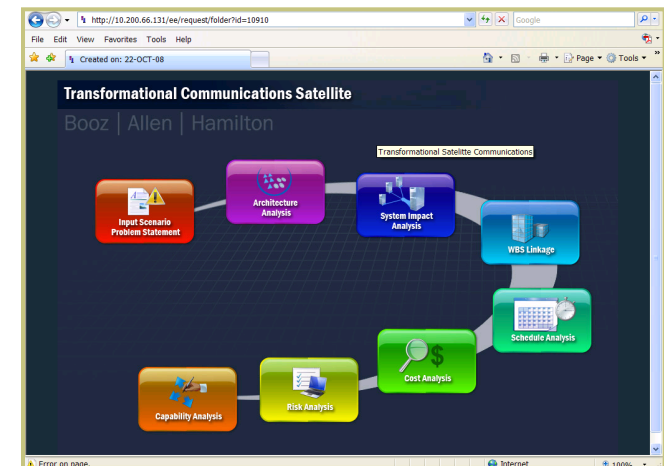 http://10.200.66.131/ee/request/folder?id=10910
Google
File Edit View Favorites Tools Help
Created on: 22-OCT-08
Page Tools
Transformational Communications Satellite
Booz | Allen | Hamilton
Transformational Satelitte Communications
Input Scenario
Problem Statement
Architecture
Analysis
System Impact
Analysis
WBS Linkage
Schedule Analysis
Cost Analysis
Risk Analysis
Capability Analysis
Error on page.
Internet
100%